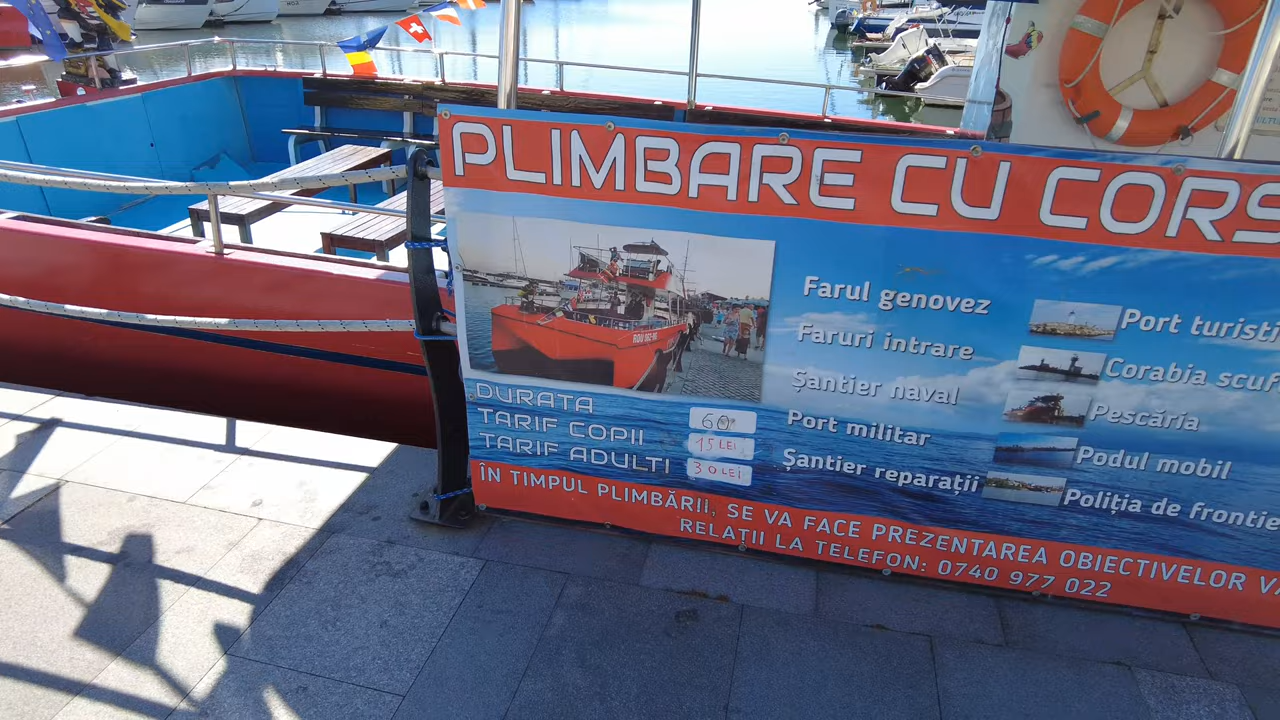 PLIMBARE CU CORS
Farul genovez
Faruri intrare
Șantier naval
Port militar
Șantier reparații
Port turisti
Corabia scuf
Pescăria
Podul mobil
Poliția de frontie
DURATA 60'
TARIF COPII 15 LEI
TARIF ADULTI 30 LEI
ÎN TIMPUL PLIMBĂRII, SE VA FACE PREZENTAREA OBIECTIVELOR V
RELAȚII LA TELEFON: 0740 977 022